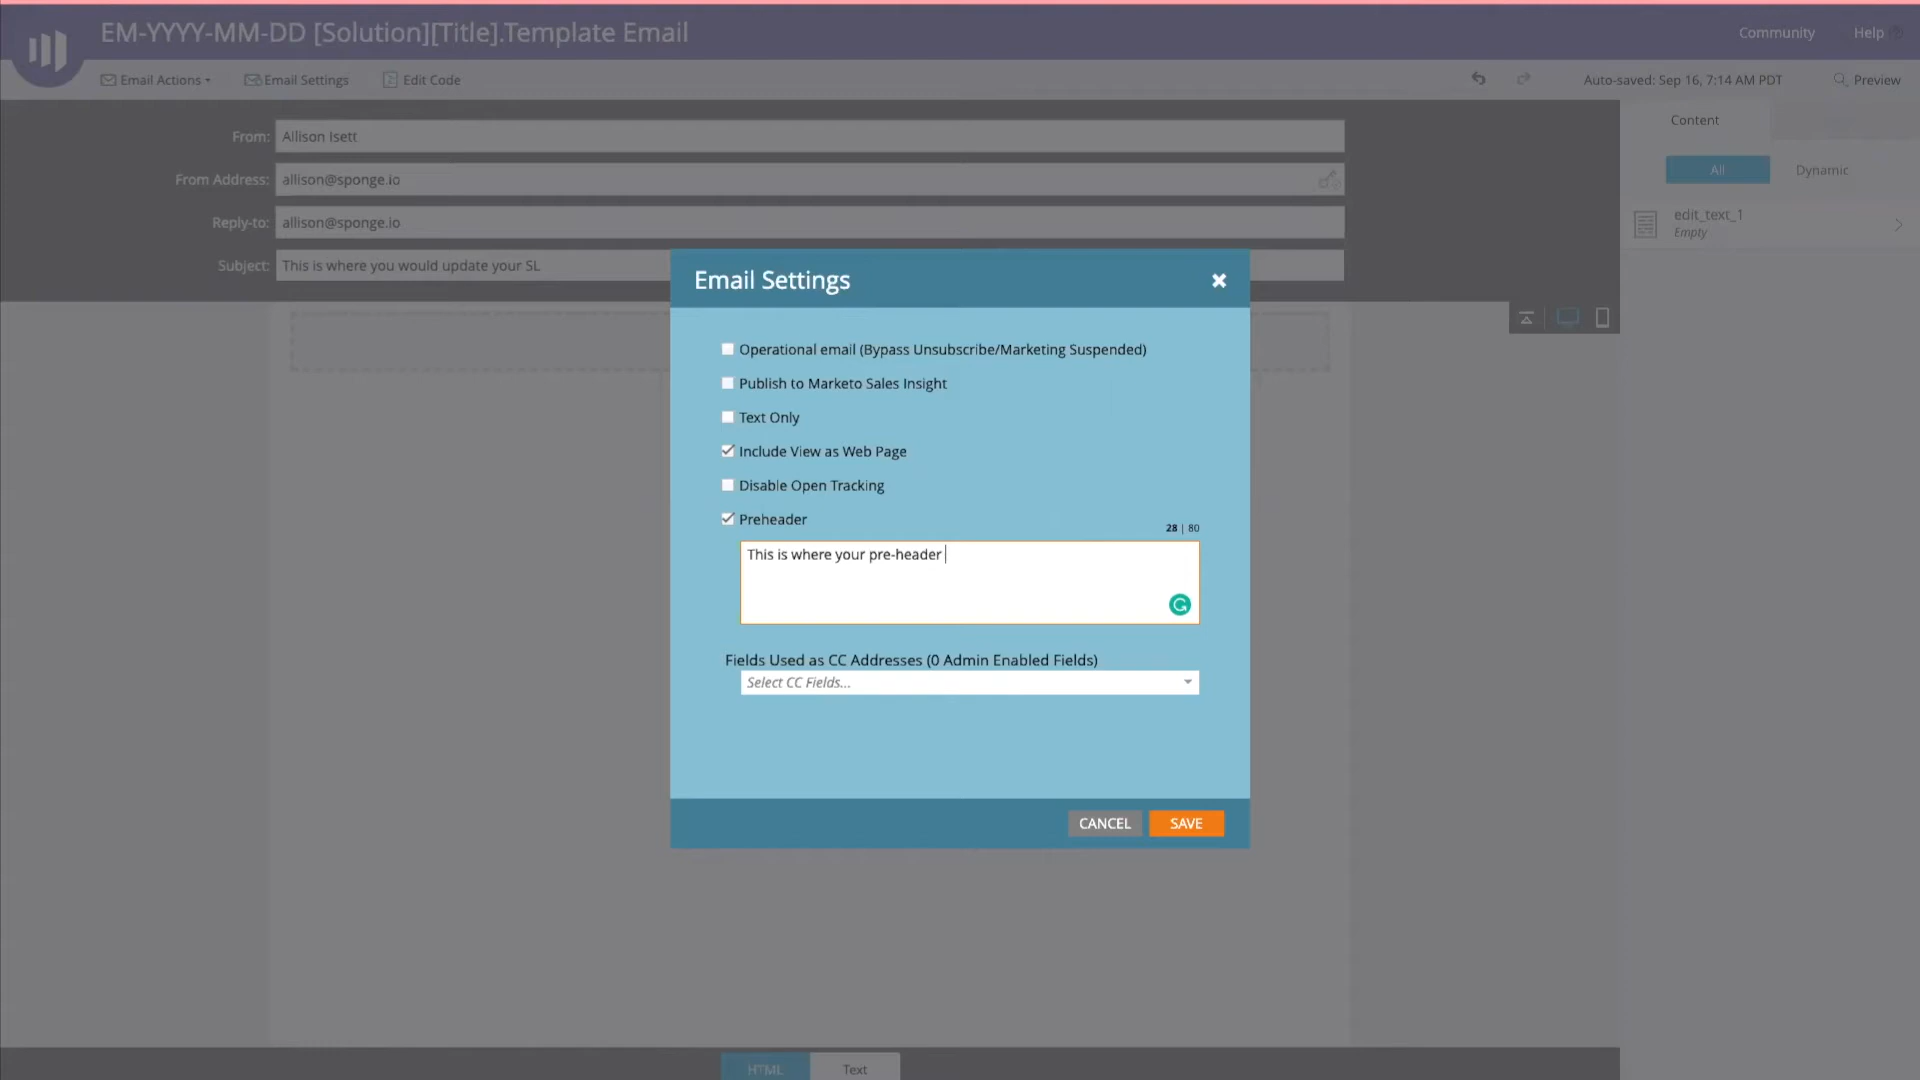 EM-YYYY-MM-DD [Solution][Title].Template Email
Community
Help
Email Actions
Email Settings
Edit Code
Auto-saved: Sep 16, 7:14 AM PDT
Preview
From: Allison Isett
From Address: allison@sponge.io
Reply-to: allison@sponge.io
Subject: This is where you would update your SL
Content
All
Dynamic
edit_text_1
Empty
Email Settings
Operational email (Bypass Unsubscribe/Marketing Suspended)
Publish to Marketo Sales Insight
Text Only
Include View as Web Page
Disable Open Tracking
Preheader
28 | 80
This is where your pre-header
Fields Used as CC Addresses (0 Admin Enabled Fields)
Select CC Fields...
CANCEL
SAVE
HTML
Text